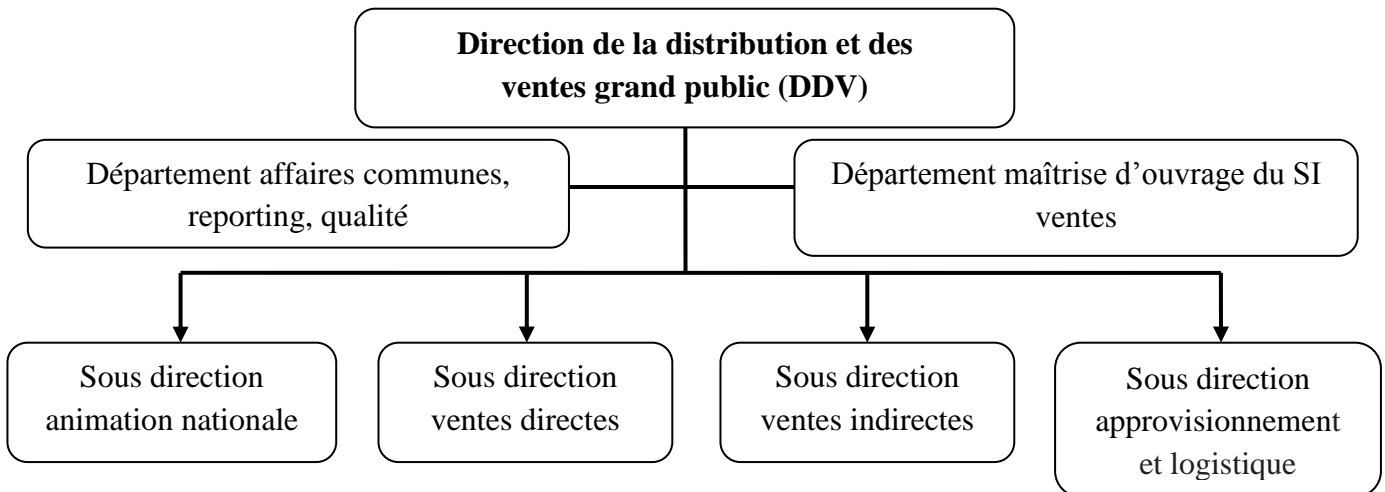 Direction de la distribution et des
ventes grand public (DDV)
Département affaires communes,
reporting, qualité
Département maîtrise d’ouvrage du SI
ventes
Sous direction
animation nationale
Sous direction
ventes directes
Sous direction
ventes indirectes
Sous direction
approvisionnement
et logistique